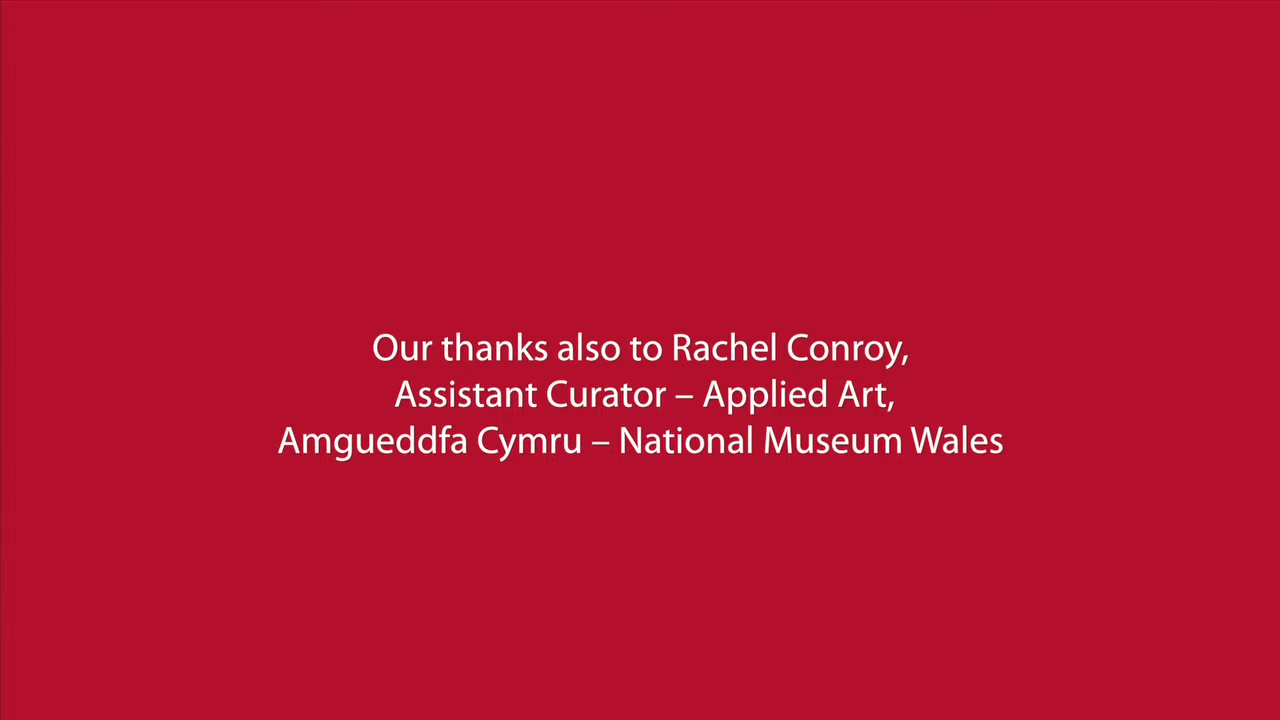 Our thanks also to Rachel Conroy,
Assistant Curator – Applied Art,
Amgueddfa Cymru – National Museum Wales